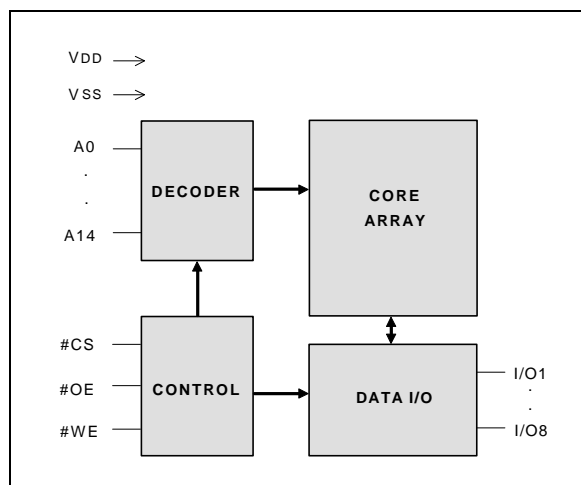 VDD
VSS
A0
.
.
A14
DECODER
CORE
ARRAY
#CS
#OE
#WE
CONTROL
DATA I/O
I/O1
.
.
I/O8